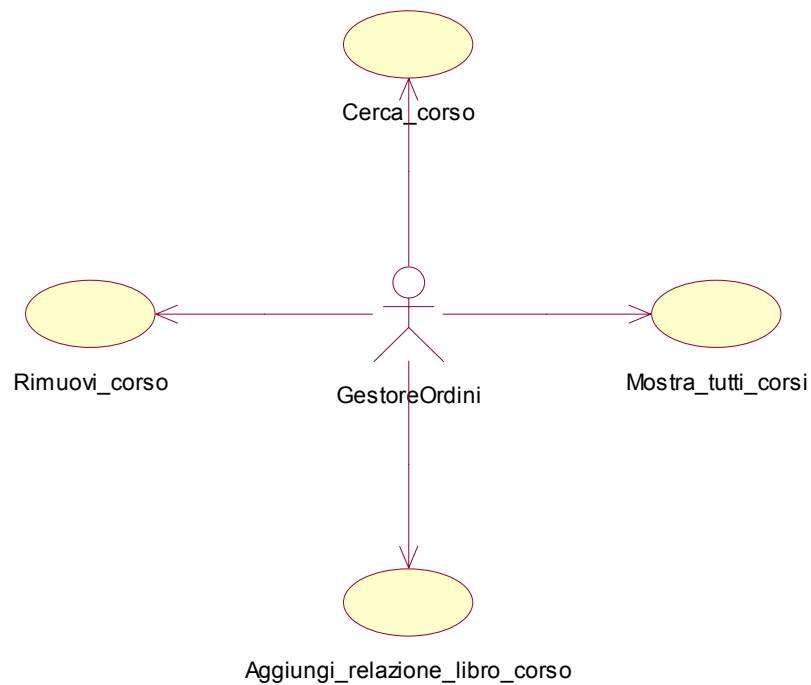 Cerca_corso
Rimuovi_corso
GestoreOrdini
Mostra_tutti_corsi
Aggiungi_relazione_libro_corso